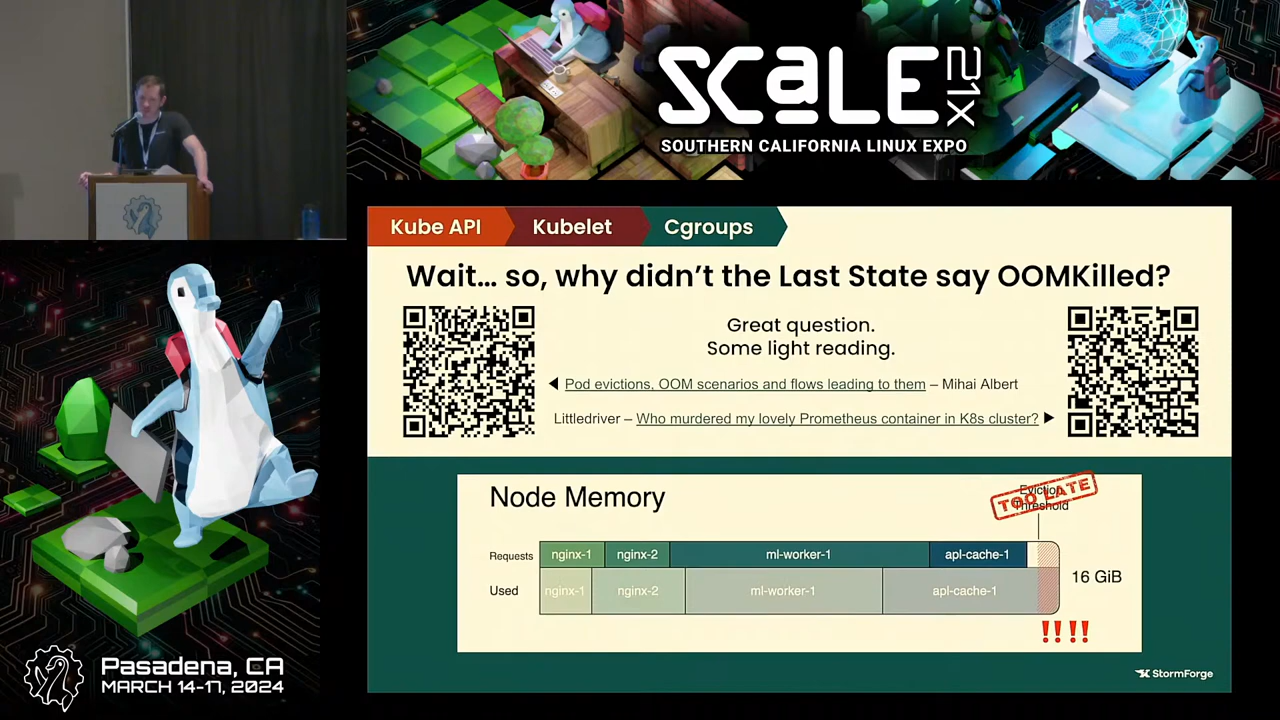 SCaLE 21X
SOUTHERN CALIFORNIA LINUX EXPO
Kube API
Kubelet
Cgroups
Wait... so, why didn't the Last State say OOMKilled?
Great question.
Some light reading.
Pod evictions, OOM scenarios and flows leading to them – Mihai Albert
Littledriver – Who murdered my lovely Prometheus container in K8s cluster?
Node Memory
Eviction
Threshold
TOO LATE
Requests
nginx-1
nginx-2
ml-worker-1
apl-cache-1
Used
nginx-1
nginx-2
ml-worker-1
apl-cache-1
16 GiB
!!!!
StormForge
Pasadena, CA
MARCH 14-17, 2024